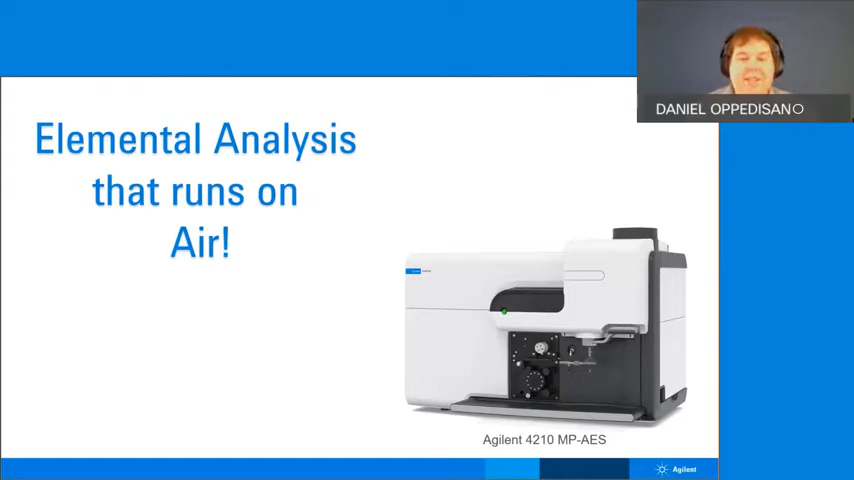 DANIEL OPPEDISANO
Elemental Analysis
that runs on
Air!
Agilent 4210 MP-AES
Agilent